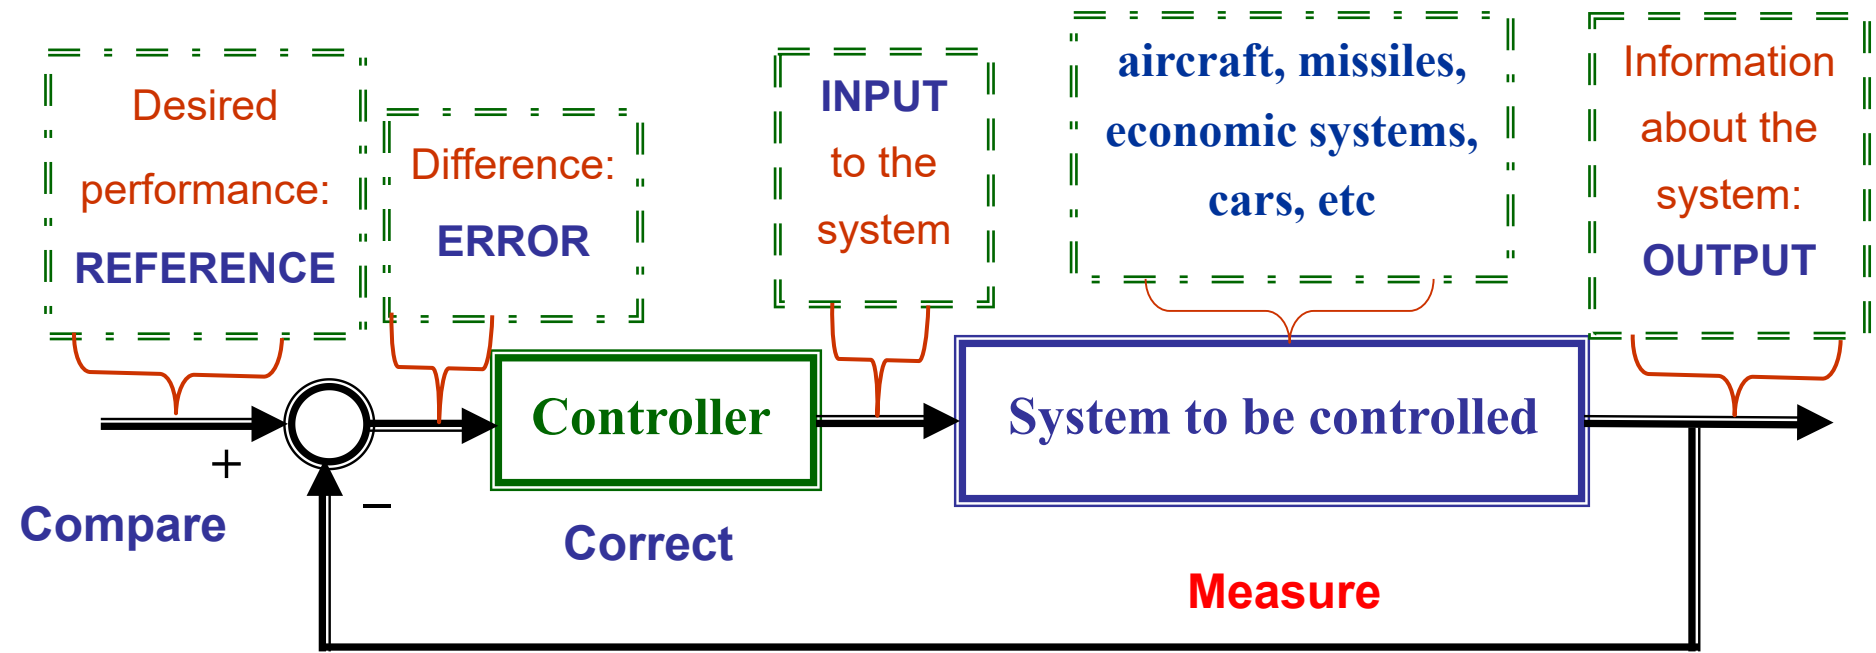 Desired
performance:
REFERENCE
Difference:
ERROR
INPUT
to the
system
aircraft, missiles,
economic systems,
cars, etc
Information
about the
system:
OUTPUT
Controller
System to be controlled
+
−
Compare
Correct
Measure